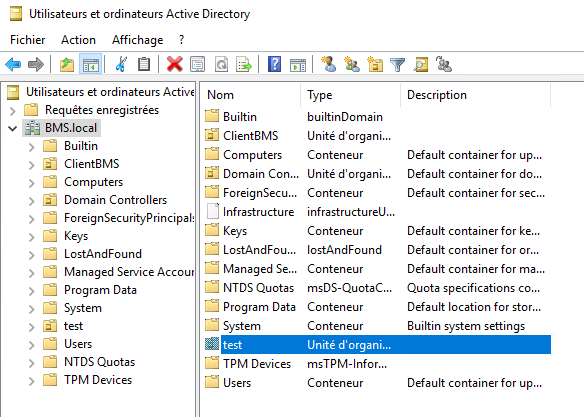 Utilisateurs et ordinateurs Active Directory
Fichier Action Affichage ?
Utilisateurs et ordinateurs Active
Requêtes enregistrées
BMS.local
Builtin
ClientBMS
Computers
Domain Controllers
ForeignSecurityPrincipals
Keys
LostAndFound
Managed Service Accour
Program Data
System
test
Users
NTDS Quotas
TPM Devices
Nom Type Description
Builtin builtinDomain
ClientBMS Unité d'organi...
Computers Conteneur Default container for up...
Domain Con... Unité d'organi... Default container for do...
ForeignSecu... Conteneur Default container for sec...
Infrastructure infrastructureU...
Keys Conteneur Default container for ke...
LostAndFou... lostAndFound Default container for or...
Managed Se... Conteneur Default container for ma...
NTDS Quotas msDS-QuotaC... Quota specifications co...
Program Data Conteneur Default location for stor...
System Conteneur Builtin system settings
test Unité d'organi...
TPM Devices msTPM-Infor...
Users Conteneur Default container for up...